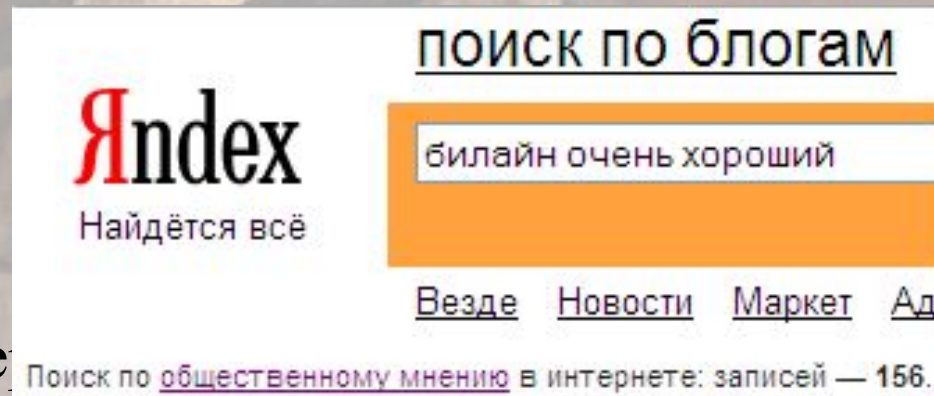 поиск по блогам
Яndex
билайн очень хороший
Найдётся всё
Везде Новости Маркет
Поиск по общественному мнению в интернете: записей — 156.